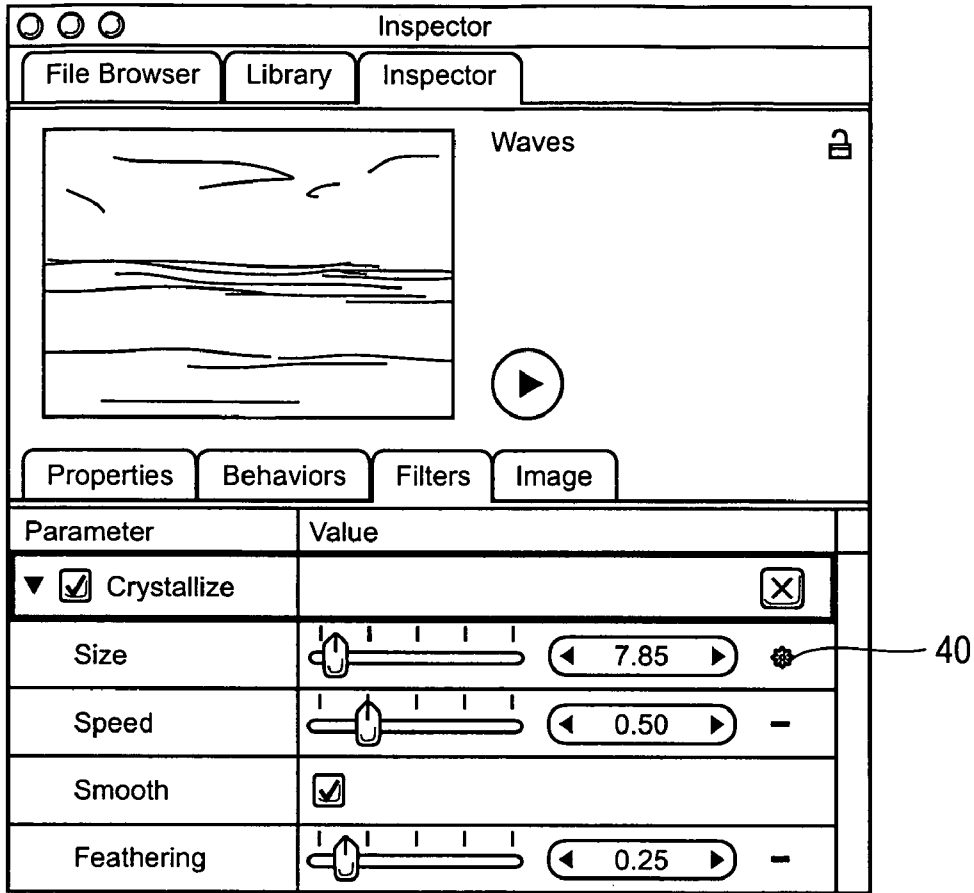 Inspector
File Browser Library Inspector
Waves
Properties Behaviors Filters Image
Parameter Value
Crystallize
Size 7.85 40
Speed 0.50
Smooth
Feathering 0.25